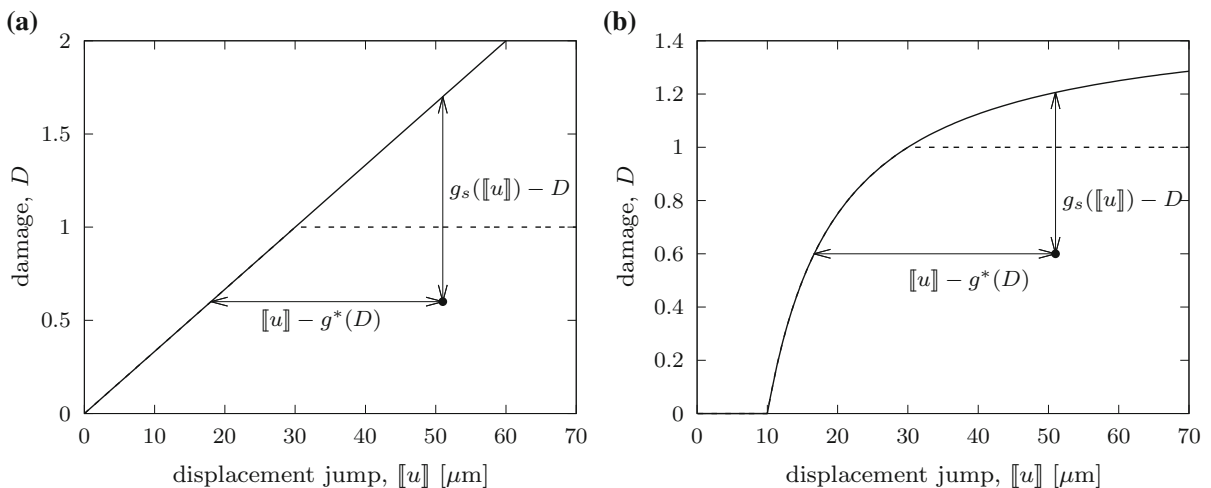 (a)
2
1.5
1
0.5
0
damage, D
g_s(⟦u⟧) − D
⟦u⟧ − g*(D)
0 10 20 30 40 50 60 70
displacement jump, ⟦u⟧ [μm]
(b)
1.4
1.2
1
0.8
0.6
0.4
0.2
0
damage, D
g_s(⟦u⟧) − D
⟦u⟧ − g*(D)
0 10 20 30 40 50 60 70
displacement jump, ⟦u⟧ [μm]